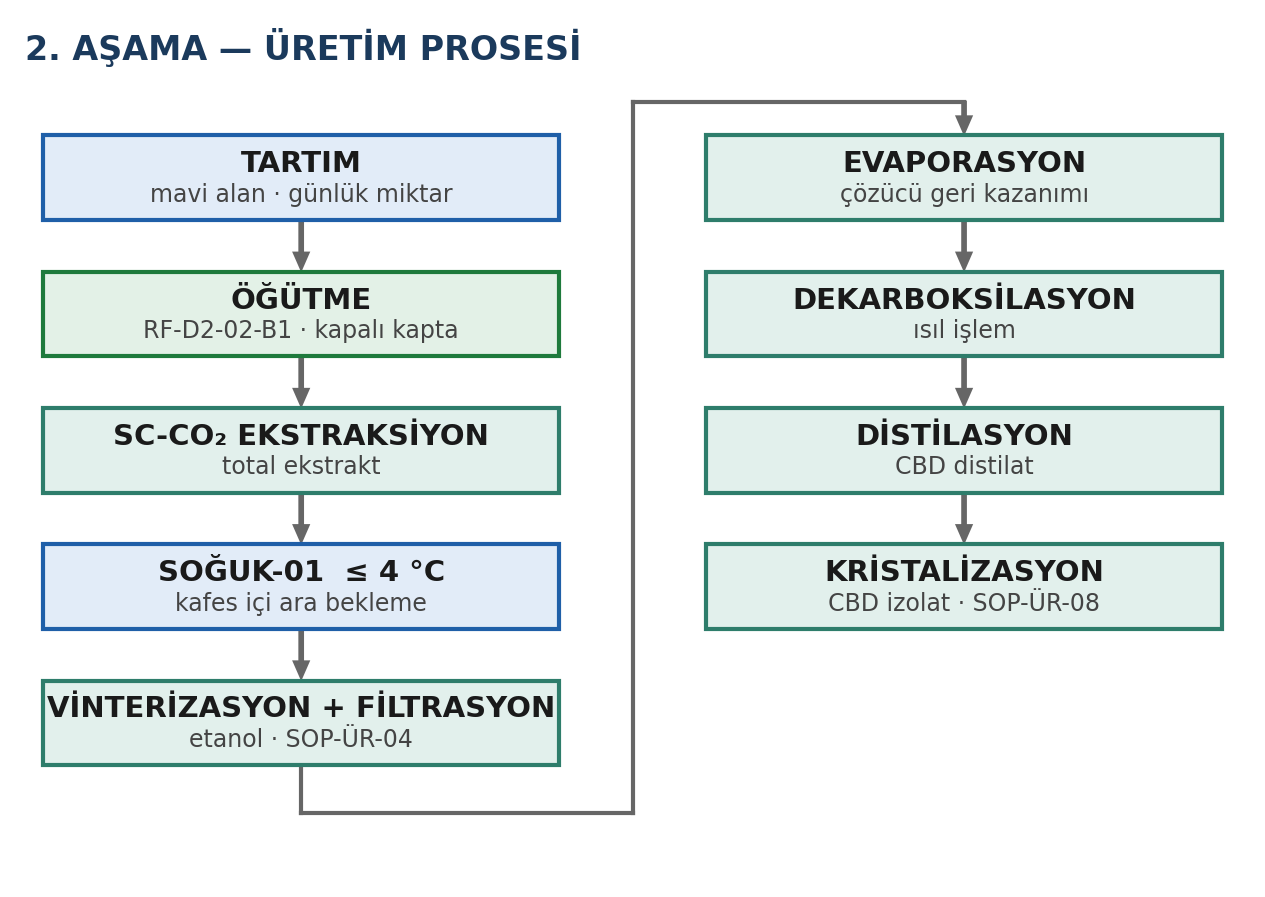 2. AŞAMA — ÜRETİM PROSESİ
TARTIM
mavi alan · günlük miktar
ÖĞÜTME
RF-D2-02-B1 · kapalı kapta
SC-CO₂ EKSTRAKSİYON
total ekstrakt
SOĞUK-01 ≤ 4 °C
kafes içi ara bekleme
VİNTERİZASYON + FİLTRASYON
etanol · SOP-ÜR-04
EVAPORASYON
çözücü geri kazanımı
DEKARBOKSİLASYON
ısıl işlem
DİSTİLASYON
CBD distilat
KRİSTALİZASYON
CBD izolat · SOP-ÜR-08